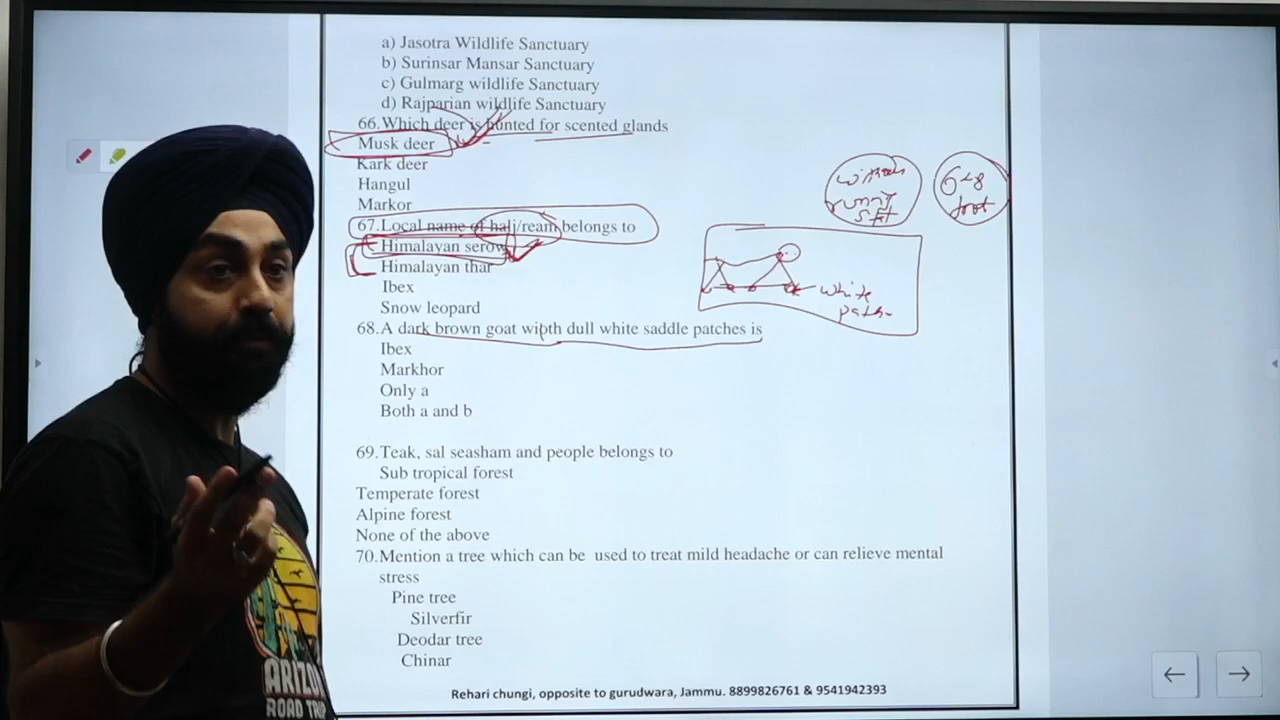 a) Jasotra Wildlife Sanctuary
b) Surinsar Mansar Sanctuary
c) Gulmarg wildlife Sanctuary
d) Rajparian wildlife Sanctuary
66.Which deer is hunted for scented glands
Musk deer
Kark deer
Hangul
Markor
67.Local name of halj/ream belongs to
Himalayan serow
Himalayan thar
Ibex
Snow leopard
68.A dark brown goat wipth dull white saddle patches is
Ibex
Markhor
Only a
Both a and b
69.Teak, sal seasham and people belongs to
Sub tropical forest
Temperate forest
Alpine forest
None of the above
70.Mention a tree which can be used to treat mild headache or can relieve mental
stress
Pine tree
Silverfir
Deodar tree
Chinar
Rehari chungi, opposite to gurudwara, Jammu. 8899826761 & 9541942393
foot
white
ARIZO
ROAD TRIP